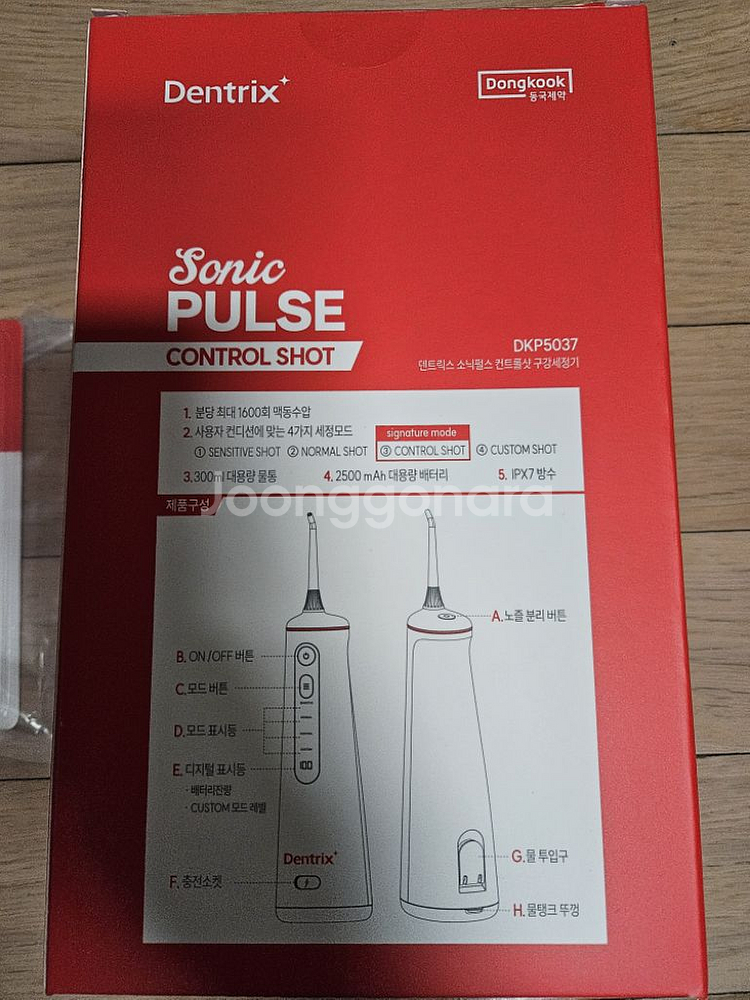 Dentrix
Dongkook
동국제약
Sonic
PULSE
CONTROL SHOT
DKP5037
덴트릭스 소닉펄스 컨트롤샷 구강세정기
1. 분당 최대 1600회 맥동수압
2. 사용자 컨디션에 맞는 4가지 세정모드
signature mode
① SENSITIVE SHOT ② NORMAL SHOT ③ CONTROL SHOT ④ CUSTOM SHOT
3. 300ml 대용량 물통 4. 2500 mAh 대용량 배터리 5. IPX7 방수
Joonggonara
제품구성
A. 노즐 분리 버튼
B. ON /OFF 버튼
C. 모드 버튼
D. 모드 표시등
E. 디지털 표시등
· 배터리잔량
· CUSTOM 모드 레벨
Dentrix
F. 충전소켓
G. 물 투입구
H. 물탱크 뚜껑